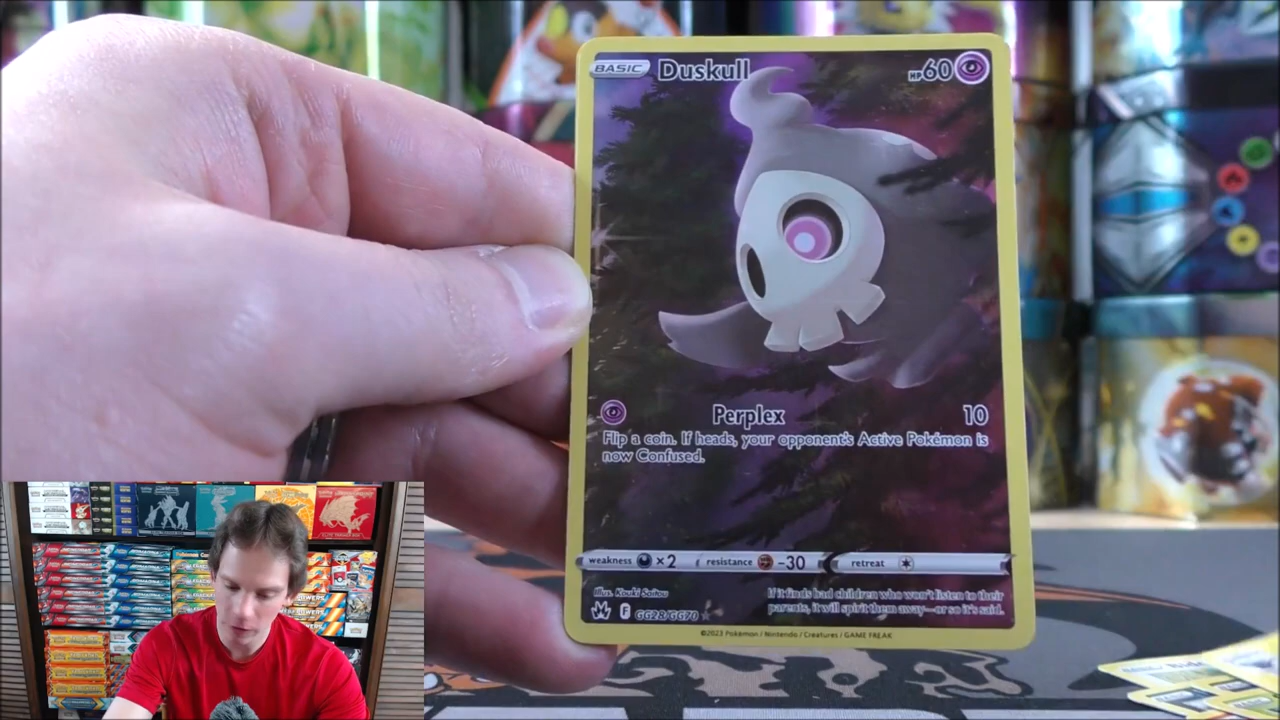 BASIC Duskull HP60
Perplex 10
Flip a coin. If heads, your opponent's Active Pokémon is
now Confused.
weakness ×2 resistance -30 retreat
Illus. Kouki Saitou
If it finds bad children who won't listen to their
parents, it will spirit them away—or so it's said.
F GG28/GG70
©2023 Pokémon / Nintendo / Creatures / GAME FREAK